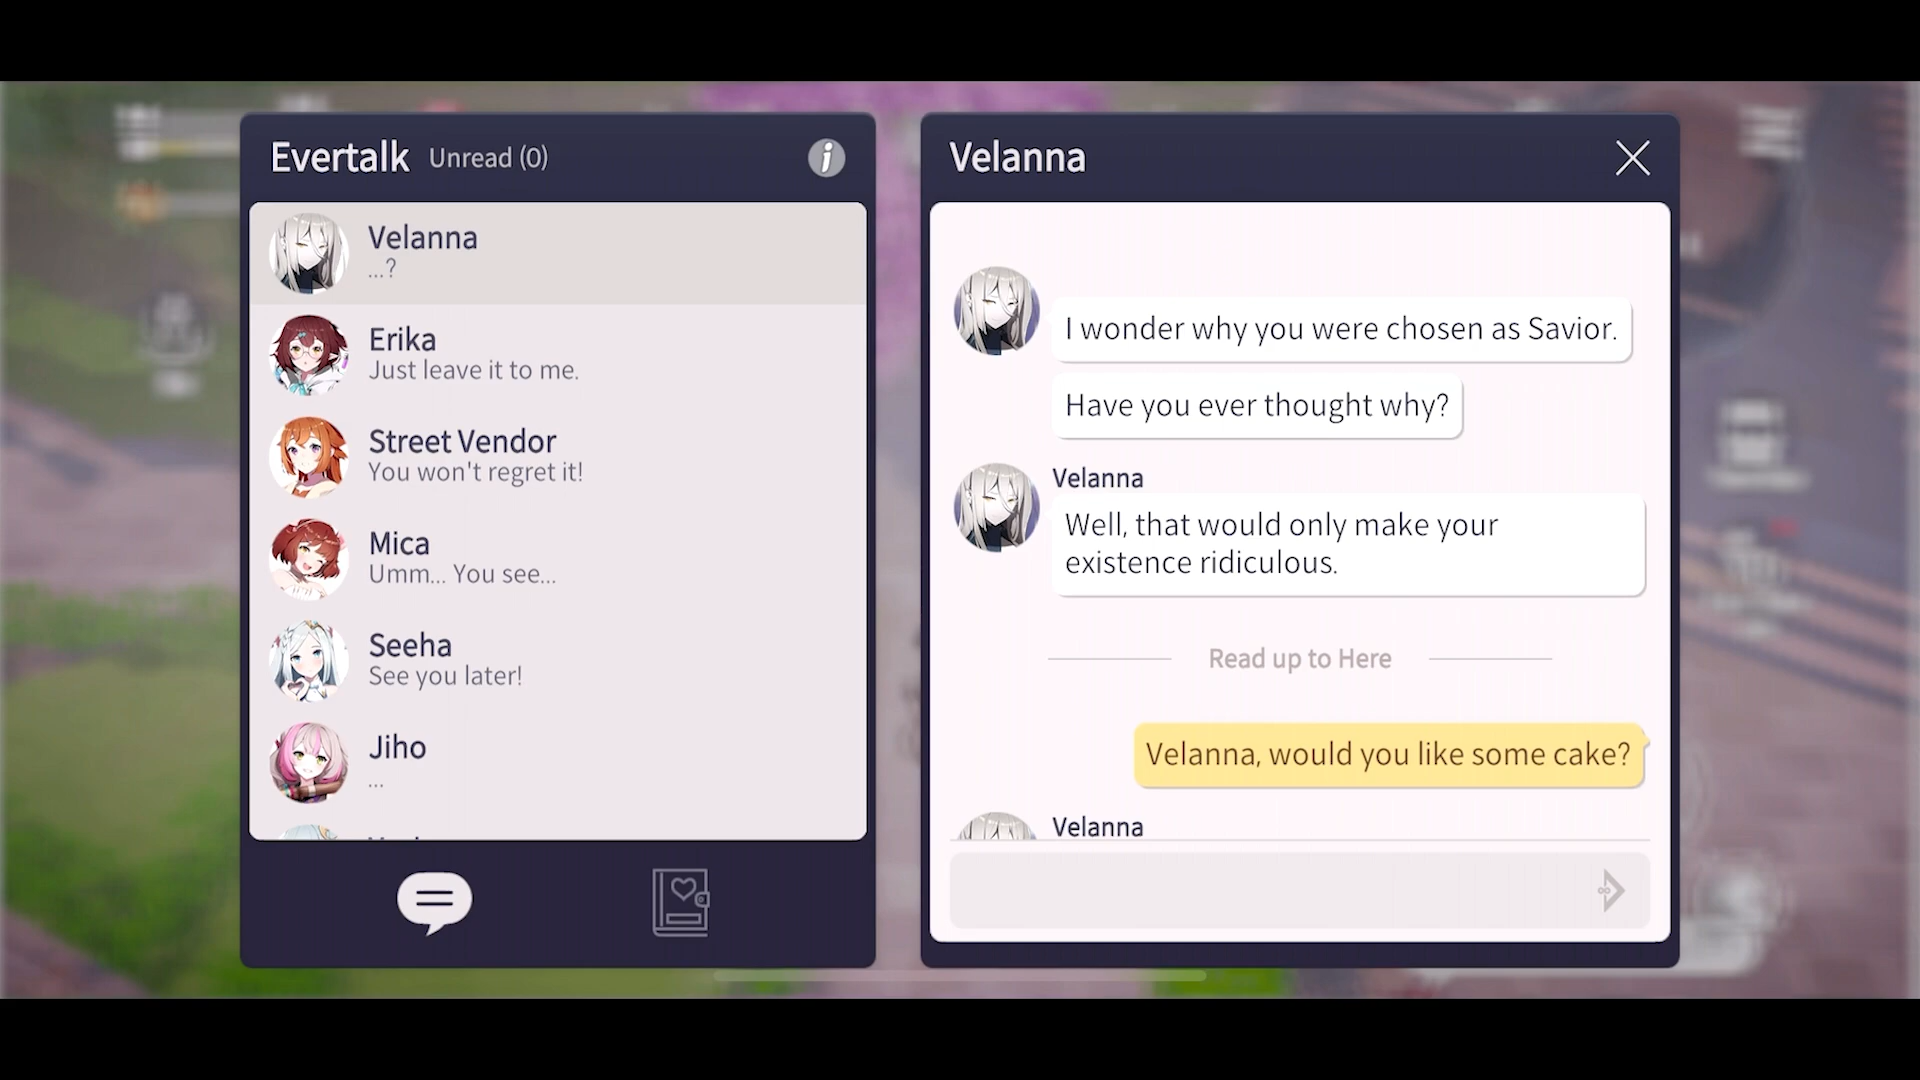 Evertalk Unread (0)
Velanna
...?
Erika
Just leave it to me.
Street Vendor
You won't regret it!
Mica
Umm... You see...
Seeha
See you later!
Jiho
...
Velanna
I wonder why you were chosen as Savior.
Have you ever thought why?
Velanna
Well, that would only make your
existence ridiculous.
Read up to Here
Velanna, would you like some cake?
Velanna